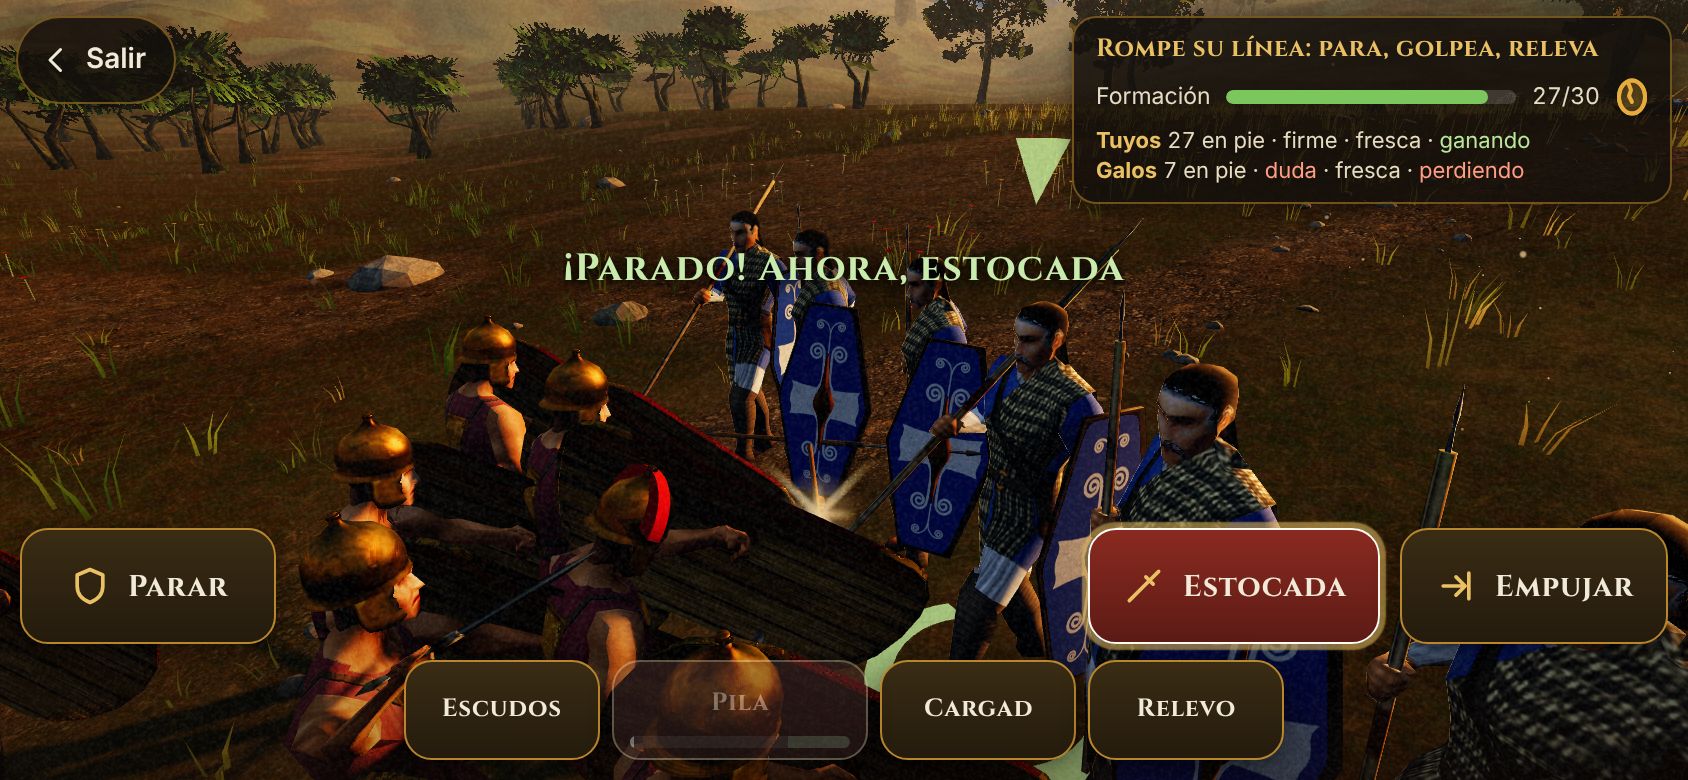 Salir
Rompe su línea: para, golpea, releva
Formación 27/30
Tuyos 27 en pie · firme · fresca · ganando
Galos 7 en pie · duda · fresca · perdiendo
¡Parado! Ahora, estocada
Parar
Estocada
Empujar
Escudos
Pila
Cargad
Relevo